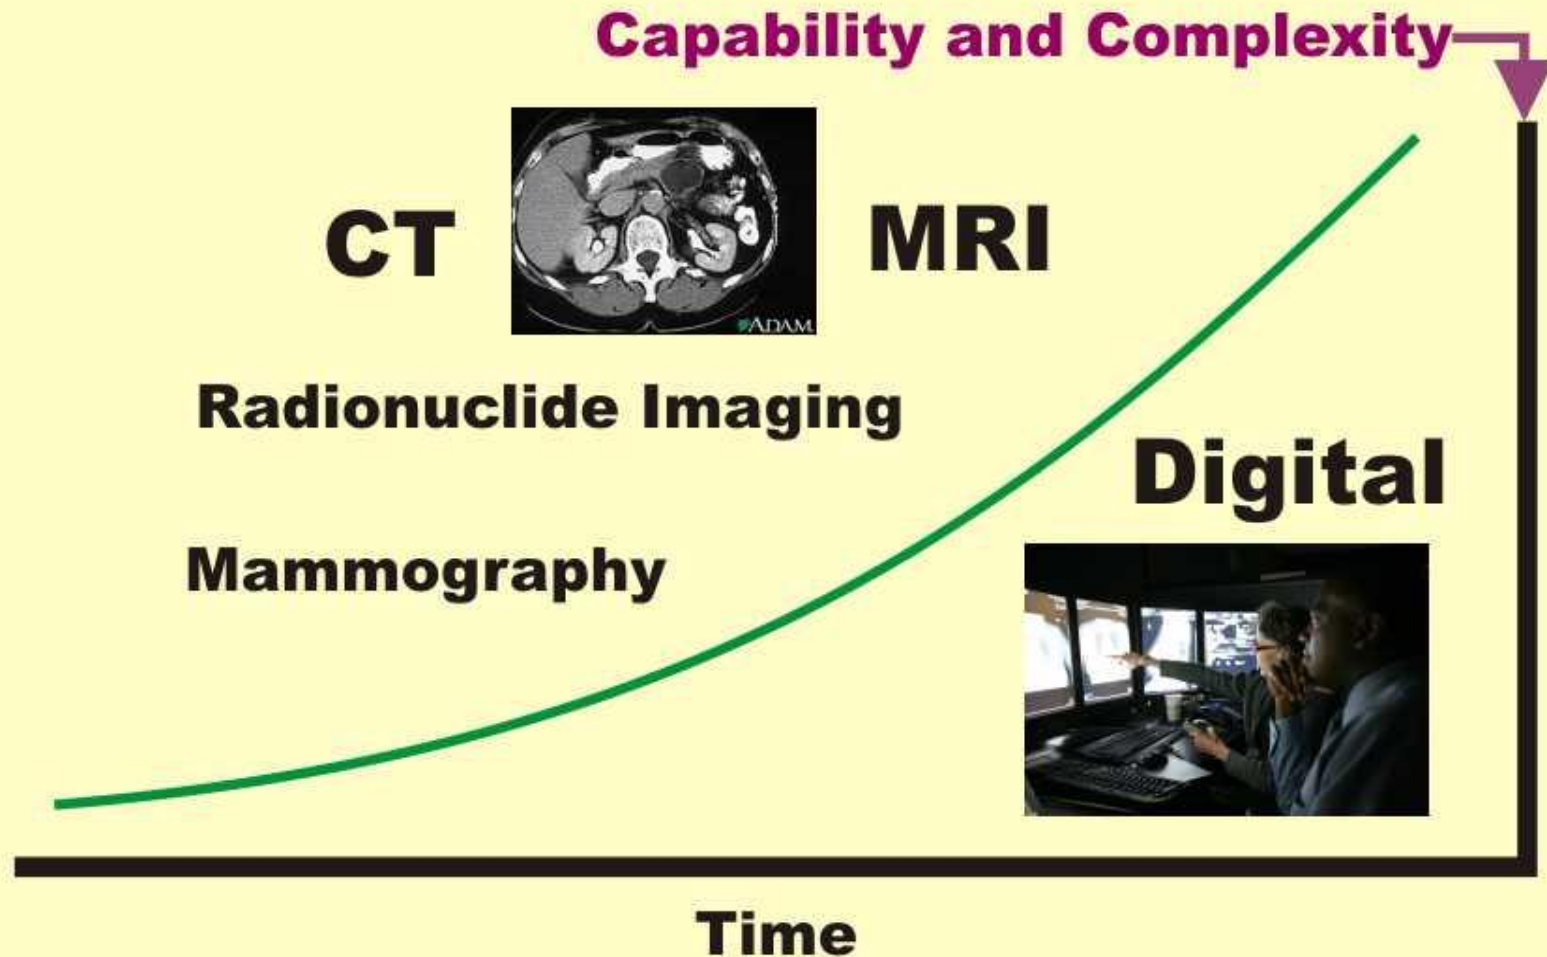 Capability and Complexity
CT
MRI
ADAM
Radionuclide Imaging
Digital
Mammography
Time